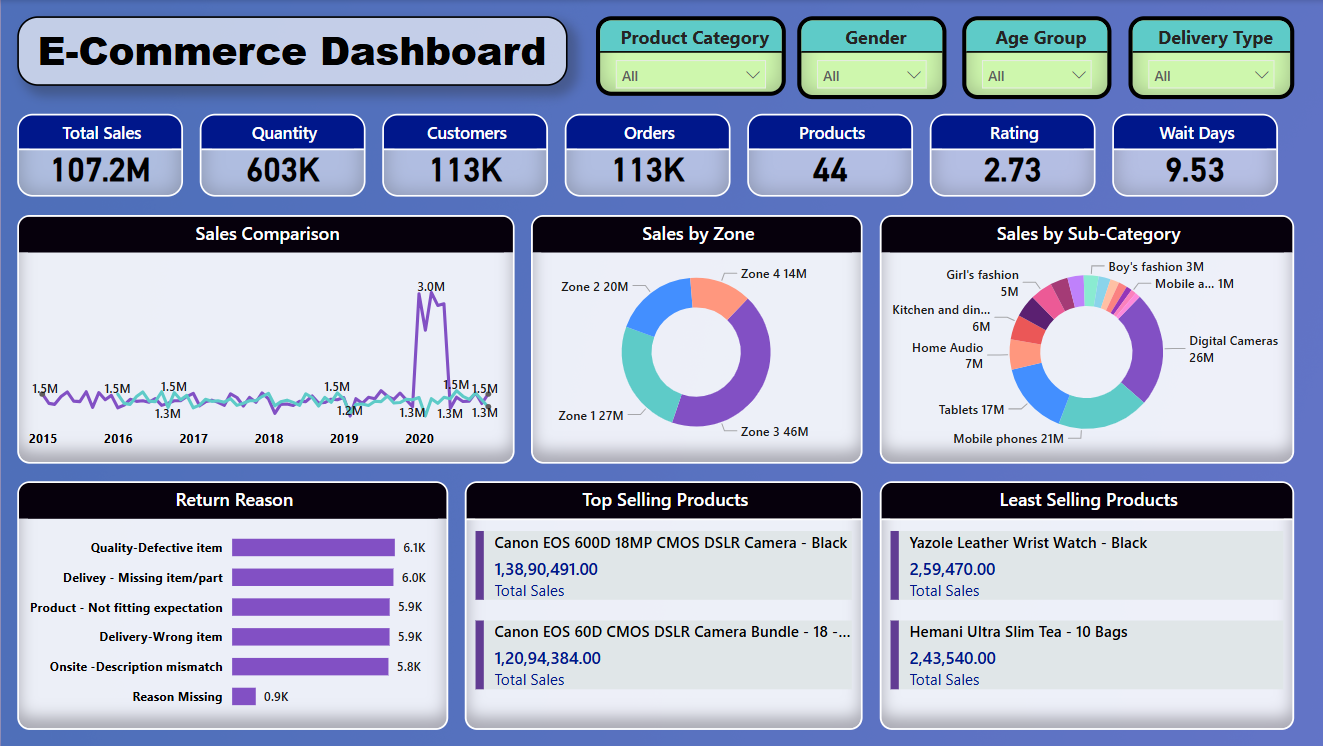 E-Commerce Dashboard
Product Category
All
Gender
All
Age Group
All
Delivery Type
All
Total Sales
107.2M
Quantity
603K
Customers
113K
Orders
113K
Products
44
Rating
2.73
Wait Days
9.53
Sales Comparison
3.0M
1.5M
1.5M
1.5M
1.3M
1.5M
1.2M
1.3M
1.5M
1.3M
1.5M
1.3M
2015
2016
2017
2018
2019
2020
Sales by Zone
Zone 4 14M
Zone 2 20M
Zone 1 27M
Zone 3 46M
Sales by Sub-Category
Boy's fashion 3M
Mobile a... 1M
Girl's fashion
5M
Kitchen and din...
6M
Home Audio
7M
Digital Cameras
26M
Tablets 17M
Mobile phones 21M
Return Reason
Quality-Defective item
6.1K
Delivey - Missing item/part
6.0K
Product - Not fitting expectation
5.9K
Delivery-Wrong item
5.9K
Onsite -Description mismatch
5.8K
Reason Missing
0.9K
Top Selling Products
Canon EOS 600D 18MP CMOS DSLR Camera - Black
1,38,90,491.00
Total Sales
Canon EOS 60D CMOS DSLR Camera Bundle - 18 -...
1,20,94,384.00
Total Sales
Least Selling Products
Yazole Leather Wrist Watch - Black
2,59,470.00
Total Sales
Hemani Ultra Slim Tea - 10 Bags
2,43,540.00
Total Sales